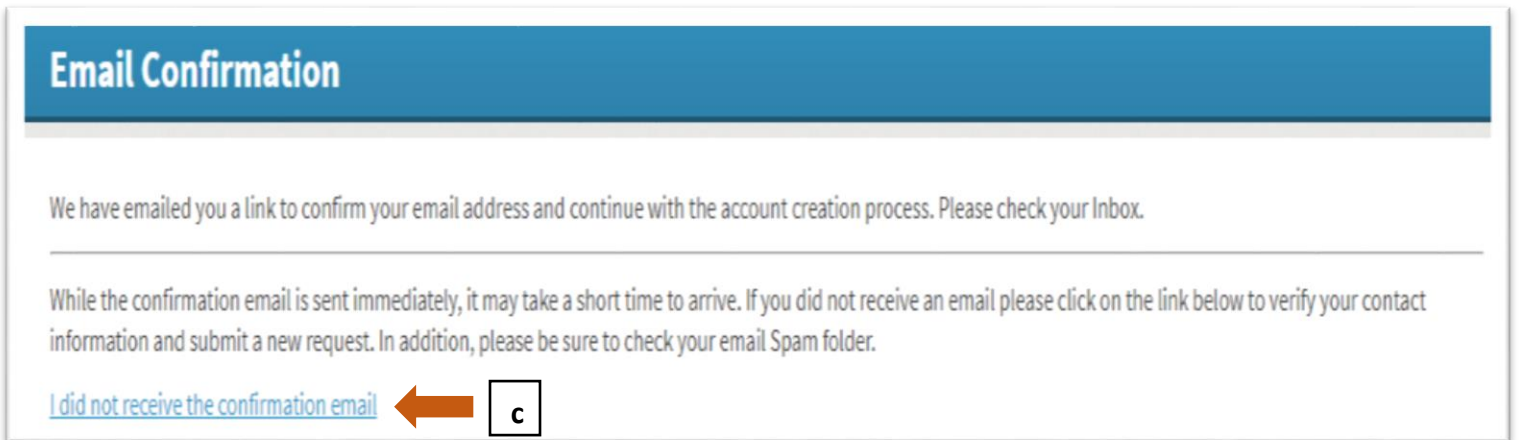 Email Confirmation
We have emailed you a link to confirm your email address and continue with the account creation process. Please check your Inbox.
While the confirmation email is sent immediately, it may take a short time to arrive. If you did not receive an email please click on the link below to verify your contact
information and submit a new request. In addition, please be sure to check your email Spam folder.
I did not receive the confirmation email c